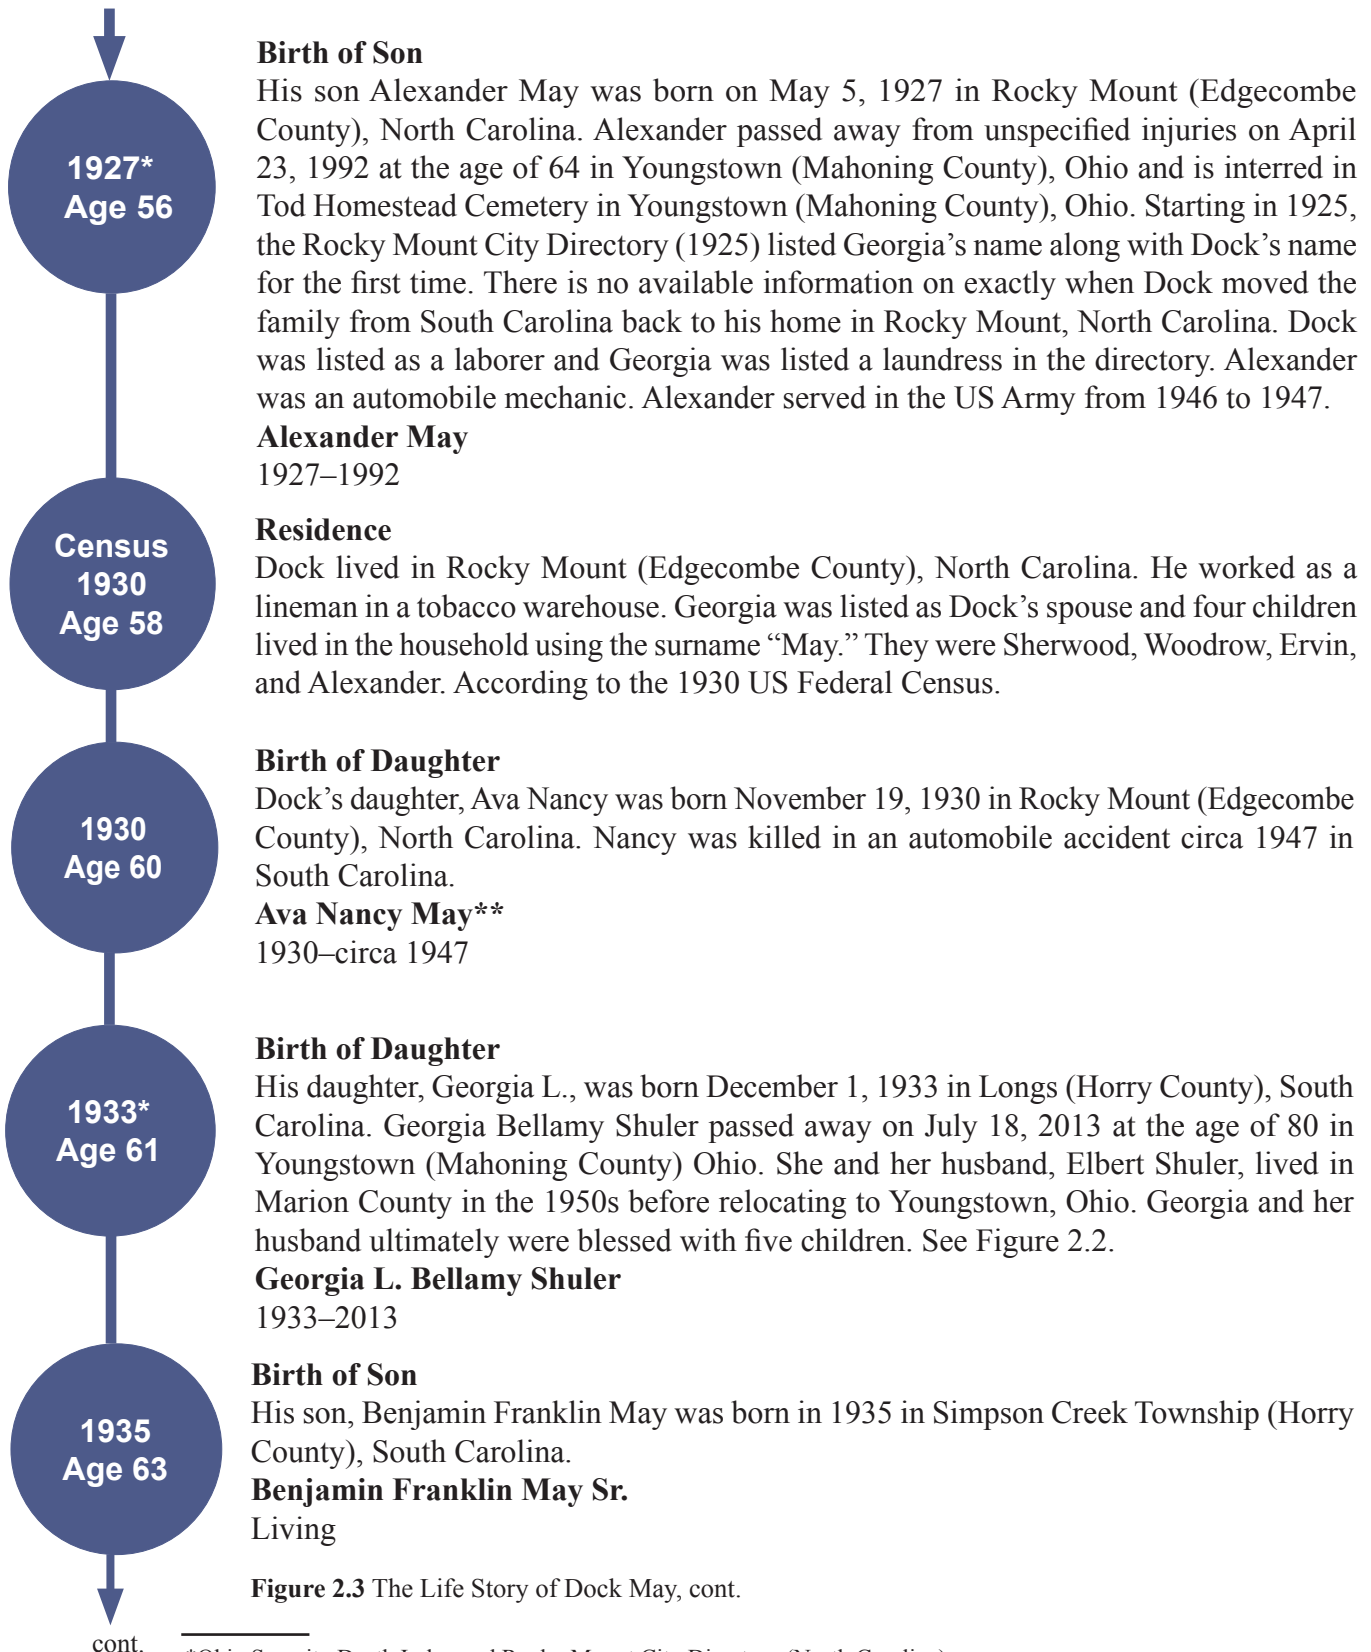 1927*
Age 56
Birth of Son
His son Alexander May was born on May 5, 1927 in Rocky Mount (Edgecombe
County), North Carolina. Alexander passed away from unspecified injuries on April
23, 1992 at the age of 64 in Youngstown (Mahoning County), Ohio and is interred in
Tod Homestead Cemetery in Youngstown (Mahoning County), Ohio. Starting in 1925,
the Rocky Mount City Directory (1925) listed Georgia’s name along with Dock’s name
for the first time. There is no available information on exactly when Dock moved the
family from South Carolina back to his home in Rocky Mount, North Carolina. Dock
was listed as a laborer and Georgia was listed a laundress in the directory. Alexander
was an automobile mechanic. Alexander served in the US Army from 1946 to 1947.
Alexander May
1927–1992
Census
1930
Age 58
Residence
Dock lived in Rocky Mount (Edgecombe County), North Carolina. He worked as a
lineman in a tobacco warehouse. Georgia was listed as Dock’s spouse and four children
lived in the household using the surname “May.” They were Sherwood, Woodrow, Ervin,
and Alexander. According to the 1930 US Federal Census.
1930
Age 60
Birth of Daughter
Dock’s daughter, Ava Nancy was born November 19, 1930 in Rocky Mount (Edgecombe
County), North Carolina. Nancy was killed in an automobile accident circa 1947 in
South Carolina.
Ava Nancy May**
1930–circa 1947
1933*
Age 61
Birth of Daughter
His daughter, Georgia L., was born December 1, 1933 in Longs (Horry County), South
Carolina. Georgia Bellamy Shuler passed away on July 18, 2013 at the age of 80 in
Youngstown (Mahoning County) Ohio. She and her husband, Elbert Shuler, lived in
Marion County in the 1950s before relocating to Youngstown, Ohio. Georgia and her
husband ultimately were blessed with five children. See Figure 2.2.
Georgia L. Bellamy Shuler
1933–2013
1935
Age 63
Birth of Son
His son, Benjamin Franklin May was born in 1935 in Simpson Creek Township (Horry
County), South Carolina.
Benjamin Franklin May Sr.
Living
Figure 2.3 The Life Story of Dock May, cont.
cont.